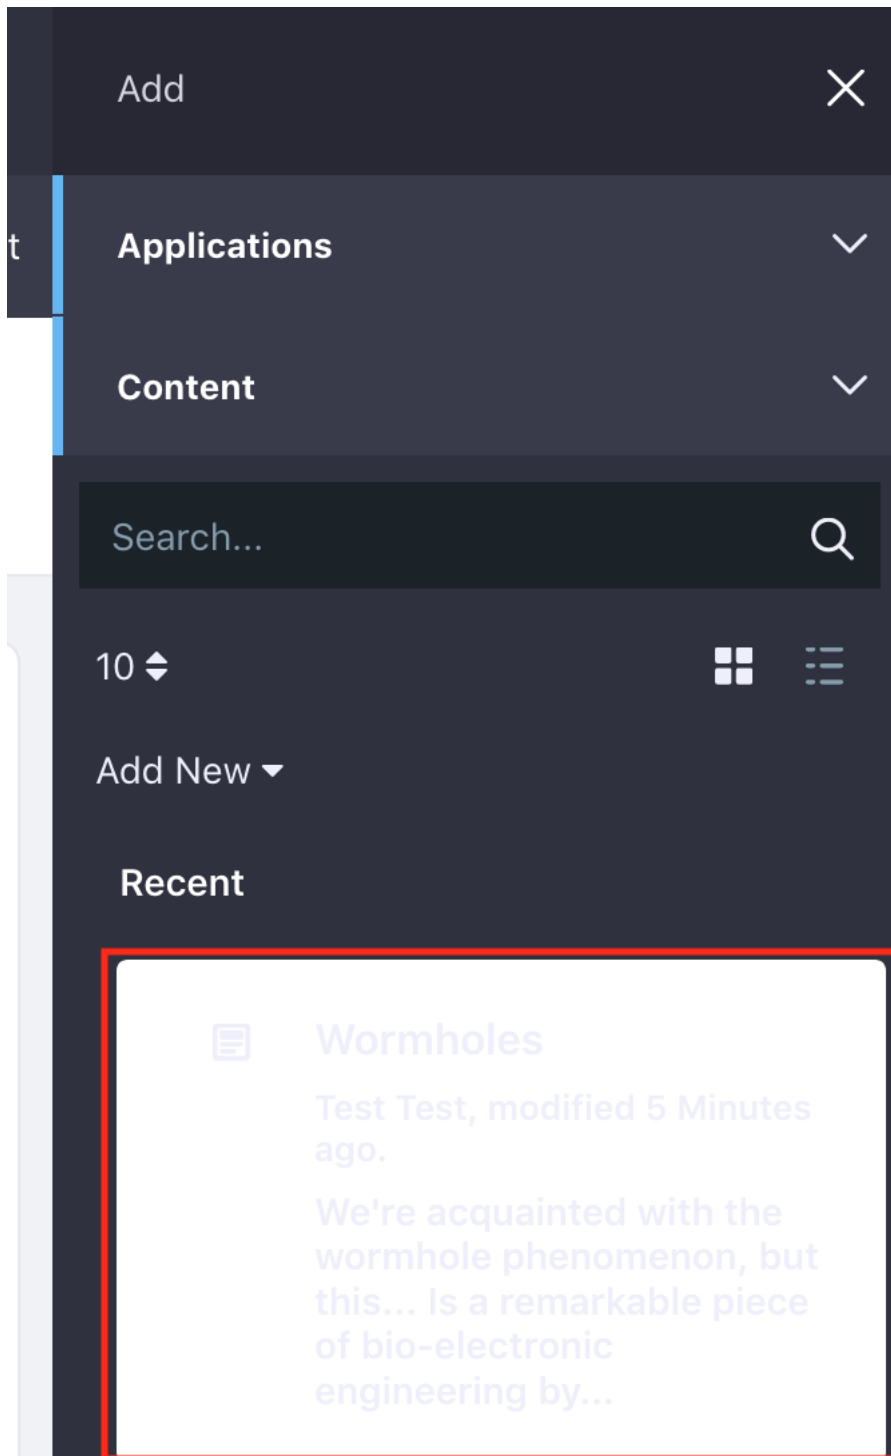 Add
t
Applications
Content
Search...
10
Add New
Recent
Wormholes
Test Test, modified 5 Minutes
ago.
We're acquainted with the
wormhole phenomenon, but
this... Is a remarkable piece
of bio-electronic
engineering by...